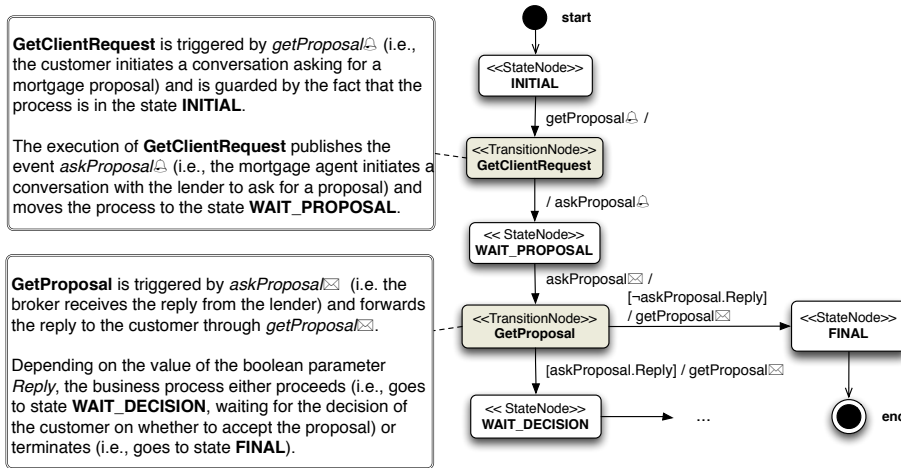 GetClientRequest is triggered by getProposal🔔 (i.e.,
the customer initiates a conversation asking for a
mortgage proposal) and is guarded by the fact that the
process is in the state INITIAL.
The execution of GetClientRequest publishes the
event askProposal🔔 (i.e., the mortgage agent initiates a
conversation with the lender to ask for a proposal) and
moves the process to the state WAIT_PROPOSAL.
GetProposal is triggered by askProposal✉ (i.e. the
broker receives the reply from the lender) and forwards
the reply to the customer through getProposal✉.
Depending on the value of the boolean parameter
Reply, the business process either proceeds (i.e., goes
to state WAIT_DECISION, waiting for the decision of
the customer on whether to accept the proposal) or
terminates (i.e., goes to state FINAL).
start
<<StateNode>>
INITIAL
getProposal🔔 /
<<TransitionNode>>
GetClientRequest
/ askProposal🔔
<< StateNode>>
WAIT_PROPOSAL
askProposal✉ /
[¬askProposal.Reply]
/ getProposal✉
<<TransitionNode>>
GetProposal
<<StateNode>>
FINAL
[askProposal.Reply] / getProposal✉
<< StateNode>>
WAIT_DECISION
...
end